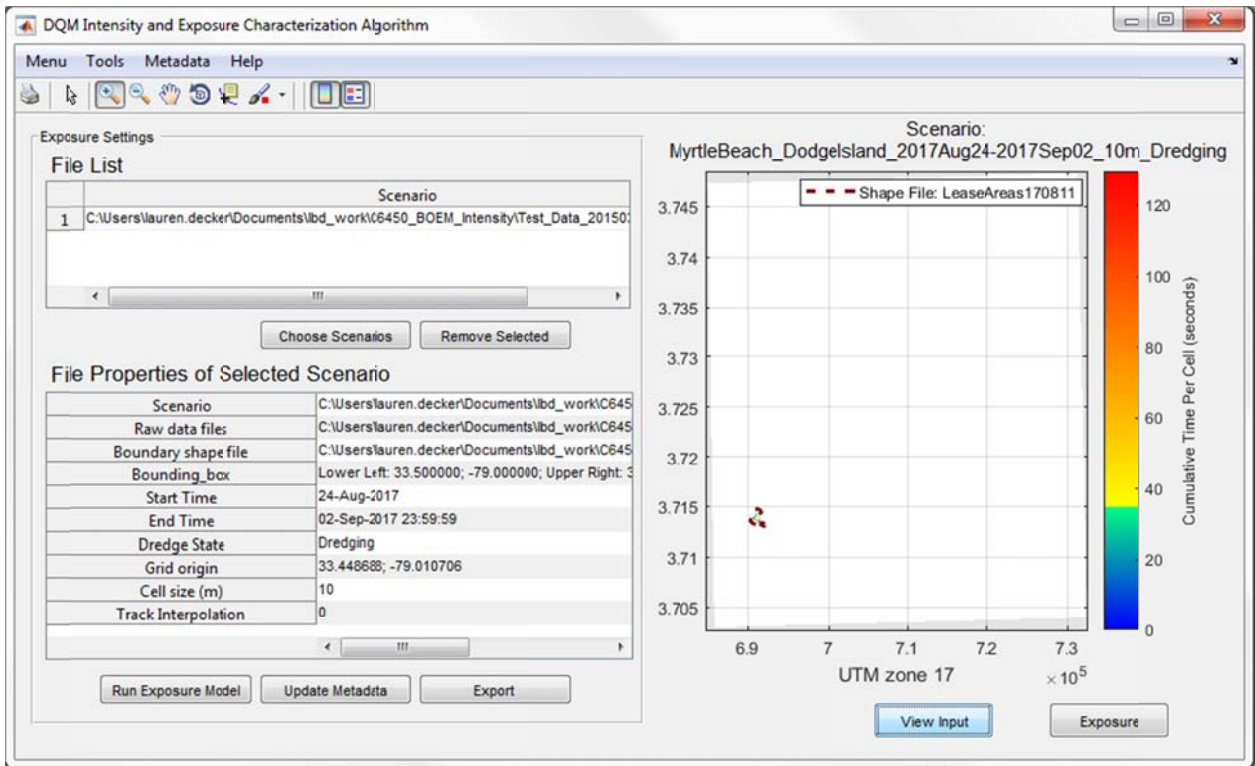 DQM Intensity and Exposure Characterization Algorithm
Menu Tools Metadata Help
Exposure Settings
File List
Scenario
1 C:\Users\lauren.decker\Documents\lbd_work\C6450_BOEM_Intensity\Test_Data_20150
Choose Scenarios Remove Selected
File Properties of Selected Scenario
Scenario C:\Users\lauren.decker\Documents\lbd_work\C645
Raw data files C:\Users\lauren.decker\Documents\lbd_work\C645
Boundary shape file C:\Users\lauren.decker\Documents\lbd_work\C645
Bounding_box Lower Left: 33.500000; -79.000000; Upper Right: 3
Start Time 24-Aug-2017
End Time 02-Sep-2017 23:59:59
Dredge State Dredging
Grid origin 33.448688; -79.010706
Cell size (m) 10
Track Interpolation 0
Run Exposure Model Update Metadata Export
Scenario:
MyrtleBeach_DodgeIsland_2017Aug24-2017Sep02_10m_Dredging
Shape File: LeaseAreas170811
3.745
3.74
3.735
3.73
3.725
3.72
3.715
3.71
3.705
6.9 7 7.1 7.2 7.3
UTM zone 17 × 10^5
120
100
80
60
40
20
0
Cumulative Time Per Cell (seconds)
View Input Exposure